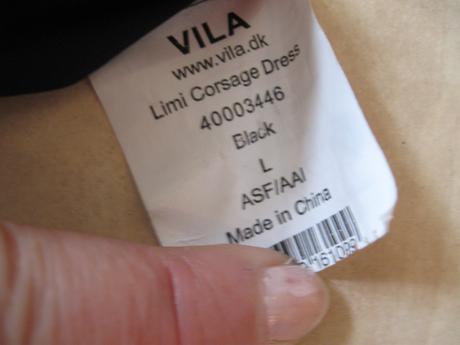 VILA
www.vila.dk
Limi Corsage Dress
40003446
Black
L
ASF/AAI
Made in China